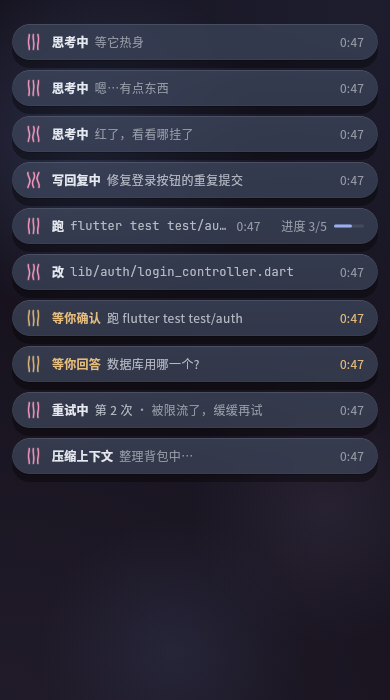 思考中 等它热身 0:47
思考中 嗯…有点东西 0:47
思考中 红了，看看哪挂了 0:47
写回复中 修复登录按钮的重复提交 0:47
跑 flutter test test/au… 0:47 进度 3/5
改 lib/auth/login_controller.dart 0:47
等你确认 跑 flutter test test/auth 0:47
等你回答 数据库用哪一个? 0:47
重试中 第 2 次 · 被限流了，缓缓再试 0:47
压缩上下文 整理背包中… 0:47